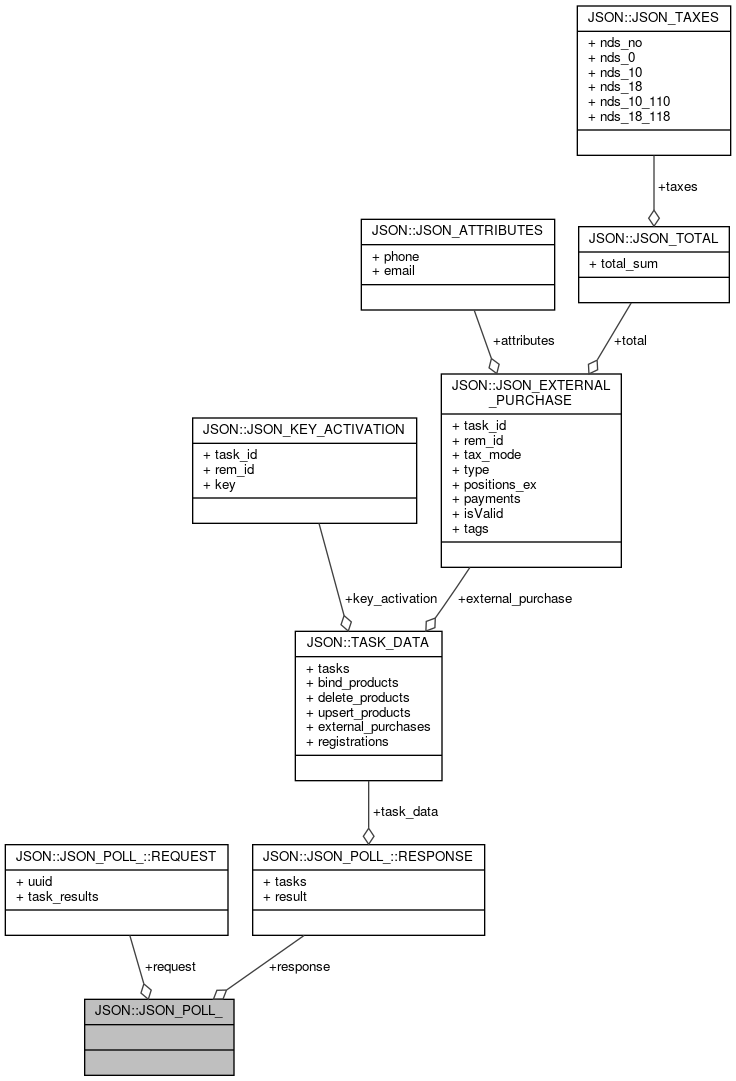 JSON::JSON_TAXES
+ nds_no
+ nds_0
+ nds_10
+ nds_18
+ nds_10_110
+ nds_18_118
+taxes
JSON::JSON_ATTRIBUTES
+ phone
+ email
JSON::JSON_TOTAL
+ total_sum
+attributes
+total
JSON::JSON_EXTERNAL
_PURCHASE
+ task_id
+ rem_id
+ tax_mode
+ type
+ positions_ex
+ payments
+ isValid
+ tags
JSON::JSON_KEY_ACTIVATION
+ task_id
+ rem_id
+ key
+key_activation
+external_purchase
JSON::TASK_DATA
+ tasks
+ bind_products
+ delete_products
+ upsert_products
+ external_purchases
+ registrations
+task_data
JSON::JSON_POLL_::REQUEST
+ uuid
+ task_results
JSON::JSON_POLL_::RESPONSE
+ tasks
+ result
+request
+response
JSON::JSON_POLL_